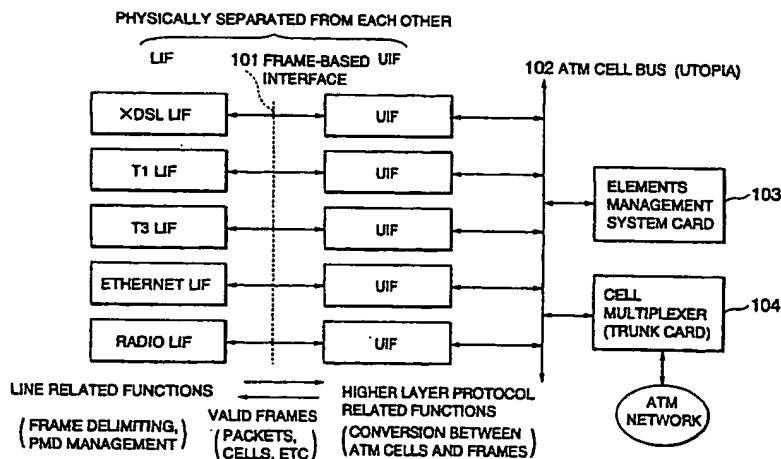 PHYSICALLY SEPARATED FROM EACH OTHER
LIF
101 FRAME-BASED INTERFACE
UIF
102 ATM CELL BUS (UTOPIA)
XDSL LIF
UIF
T1 LIF
UIF
ELEMENTS
MANAGEMENT
SYSTEM CARD
103
T3 LIF
UIF
ETHERNET LIF
UIF
CELL
MULTIPLEXER
(TRUNK CARD)
104
RADIO LIF
UIF
LINE RELATED FUNCTIONS
(FRAME DELIMITING,
PMD MANAGEMENT)
VALID FRAMES
(PACKETS,
CELLS, ETC)
HIGHER LAYER PROTOCOL
RELATED FUNCTIONS
(CONVERSION BETWEEN
ATM CELLS AND FRAMES)
ATM
NETWORK